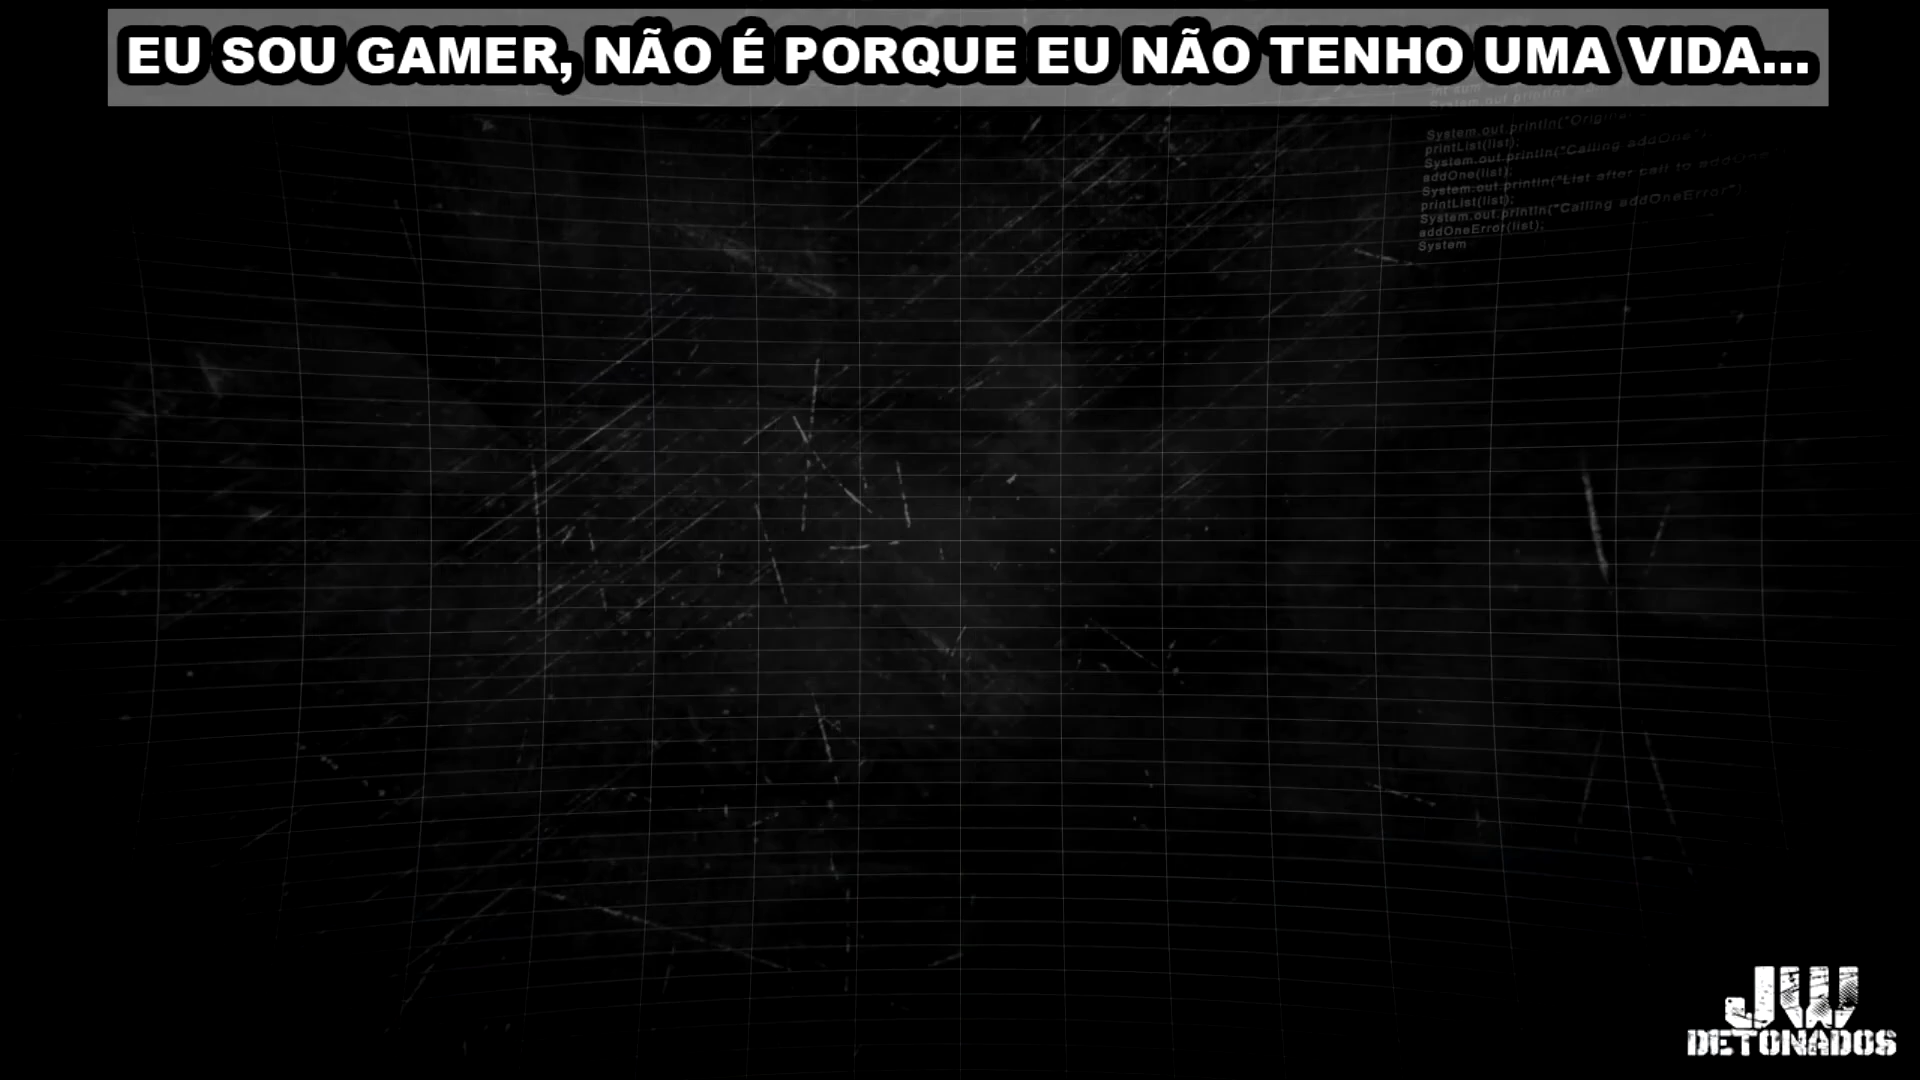 EU SOU GAMER, NÃO É PORQUE EU NÃO TENHO UMA VIDA...
System.out.println("Original
printList(list);
System.out.println("Calling addOne");
addOne(list);
System.out.println("List after call to addOne
printList(list);
System.out.println("Calling addOneError")
addOneError(list);
System
JW
DETONADOS